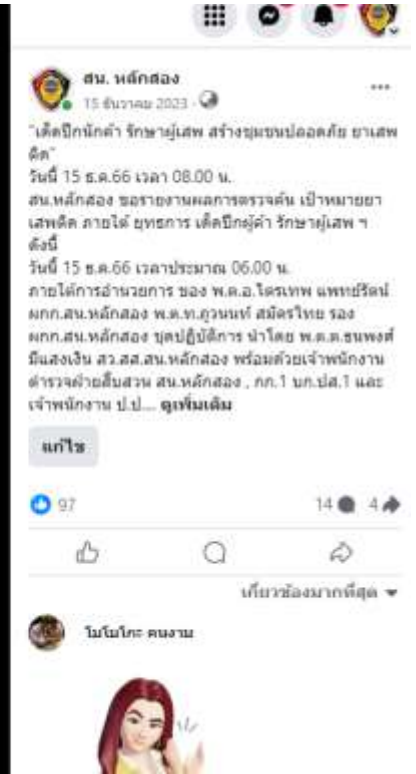 สน. หลักสอง
15 ธันวาคม 2023 ·
"เด็ดปีกนักค้า รักษาผู้เสพ สร้างชุมชนปลอดภัย ยาเสพ
ติด"
วันนี้ 15 ธ.ค.66 เวลา 08.00 น.
สน.หลักสอง ขอรายงานผลการตรวจค้น เป้าหมายยา
เสพติด ภายใต้ ยุทธการ เด็ดปีกผู้ค้า รักษาผู้เสพ ฯ
ดังนี้
วันนี้ 15 ธ.ค.66 เวลาประมาณ 06.00 น.
ภายใต้การอำนวยการ ของ พ.ต.อ.ไตรเทพ แพทย์รัตน์
ผกก.สน.หลักสอง พ.ต.ท.ภูวนนท์ สมัครไทย รอง
ผกก.สน.หลักสอง ชุดปฏิบัติการ นำโดย พ.ต.ต.ธนพงศ์
มีแสงเงิน สว.สส.สน.หลักสอง พร้อมด้วยเจ้าพนักงาน
ตำรวจฝ่ายสืบสวน สน.หลักสอง , กก.1 บก.ปส.1 และ
เจ้าพนักงาน ป.ป.... ดูเพิ่มเติม
แก้ไข
97 14 4
เกี่ยวข้องมากที่สุด
โมโมโกะ คนงาม